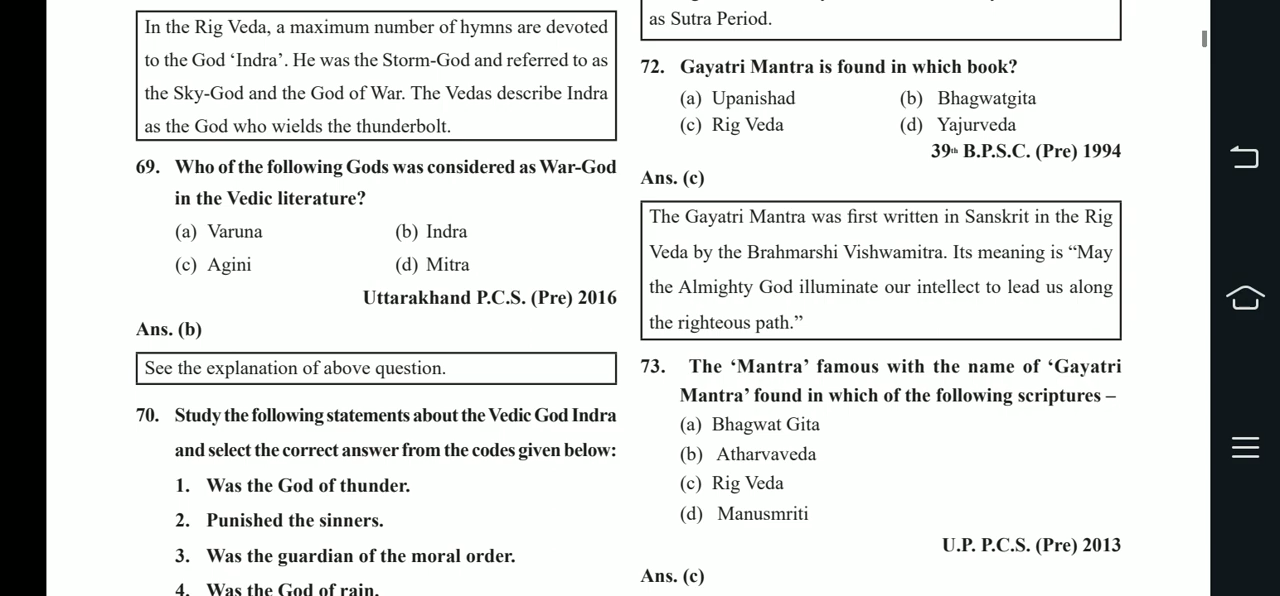 In the Rig Veda, a maximum number of hymns are devoted
to the God ‘Indra’. He was the Storm-God and referred to as
the Sky-God and the God of War. The Vedas describe Indra
as the God who wields the thunderbolt.
69. Who of the following Gods was considered as War-God
in the Vedic literature?
(a) Varuna (b) Indra
(c) Agini (d) Mitra
Uttarakhand P.C.S. (Pre) 2016
Ans. (b)
See the explanation of above question.
70. Study the following statements about the Vedic God Indra
and select the correct answer from the codes given below:
1. Was the God of thunder.
2. Punished the sinners.
3. Was the guardian of the moral order.
4. Was the God of rain.
as Sutra Period.
72. Gayatri Mantra is found in which book?
(a) Upanishad (b) Bhagwatgita
(c) Rig Veda (d) Yajurveda
39th B.P.S.C. (Pre) 1994
Ans. (c)
The Gayatri Mantra was first written in Sanskrit in the Rig
Veda by the Brahmarshi Vishwamitra. Its meaning is “May
the Almighty God illuminate our intellect to lead us along
the righteous path.”
73. The ‘Mantra’ famous with the name of ‘Gayatri
Mantra’ found in which of the following scriptures –
(a) Bhagwat Gita
(b) Atharvaveda
(c) Rig Veda
(d) Manusmriti
U.P. P.C.S. (Pre) 2013
Ans. (c)